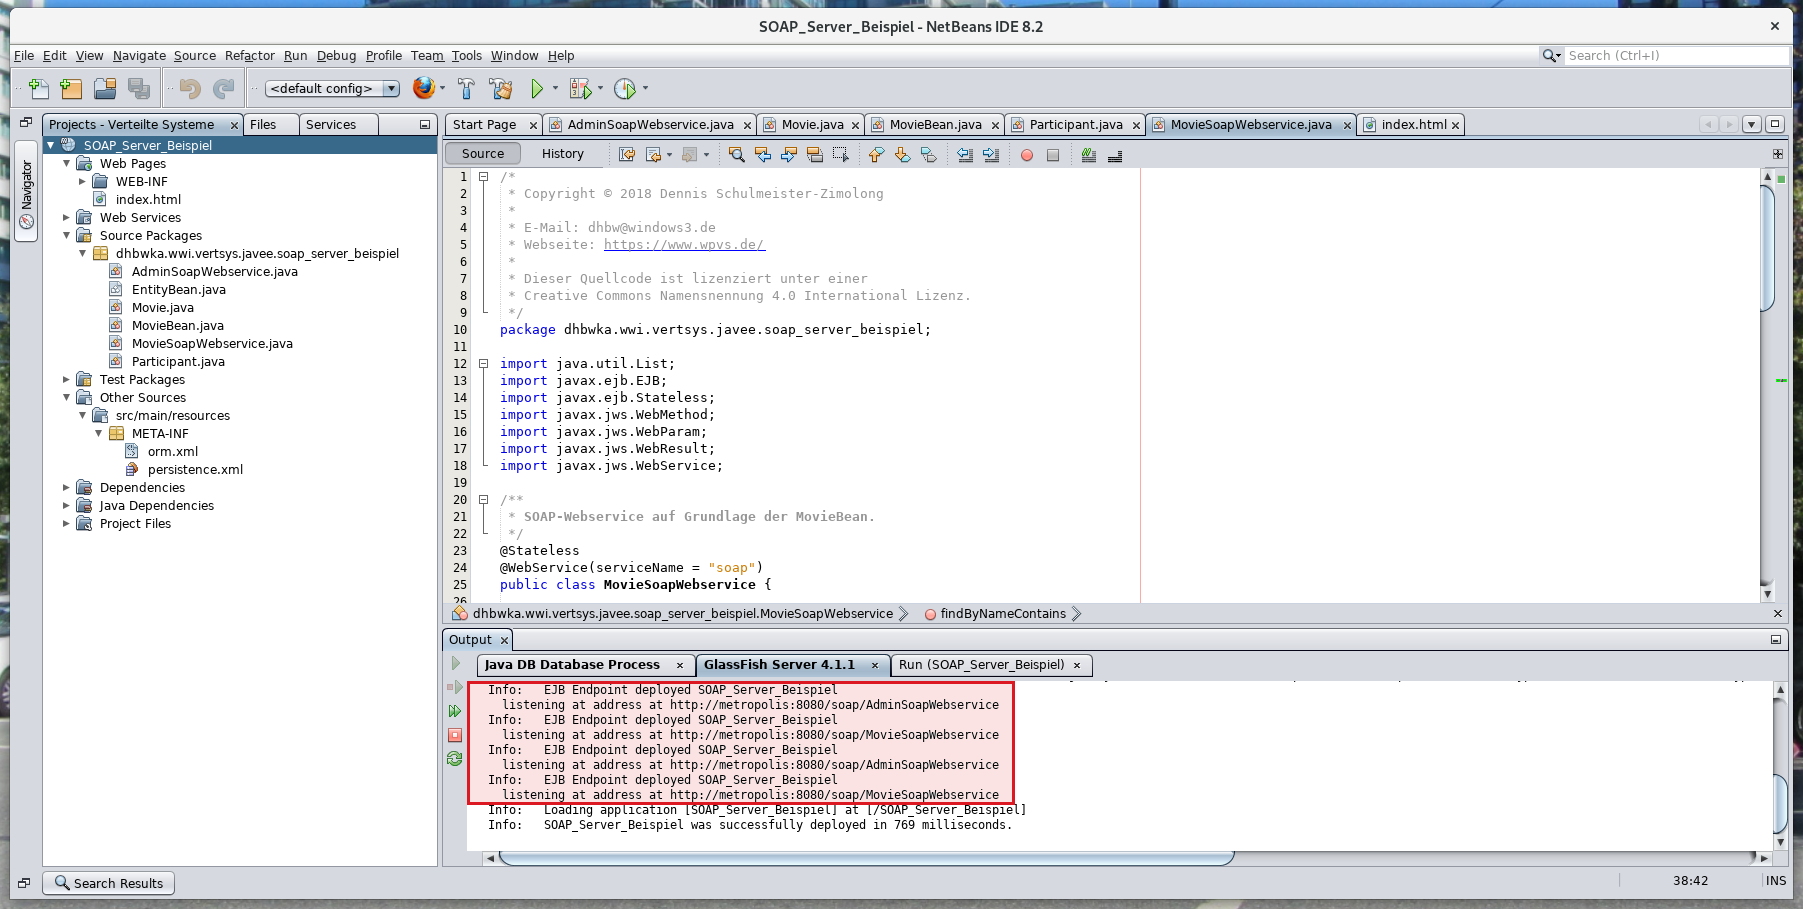 SOAP_Server_Beispiel - NetBeans IDE 8.2
File Edit View Navigate Source Refactor Run Debug Profile Team Tools Window Help
Search (Ctrl+I)
<default config>
Projects - Verteilte Systeme Files Services
Navigator
SOAP_Server_Beispiel
Web Pages
WEB-INF
index.html
Web Services
Source Packages
dhbwka.wwi.vertsys.javee.soap_server_beispiel
AdminSoapWebservice.java
EntityBean.java
Movie.java
MovieBean.java
MovieSoapWebservice.java
Participant.java
Test Packages
Other Sources
src/main/resources
META-INF
orm.xml
persistence.xml
Dependencies
Java Dependencies
Project Files
Start Page AdminSoapWebservice.java Movie.java MovieBean.java Participant.java MovieSoapWebservice.java index.html
Source History
1 /*
2 * Copyright © 2018 Dennis Schulmeister-Zimolong
3 *
4 * E-Mail: dhbw@windows3.de
5 * Webseite: https://www.wpvs.de/
6 *
7 * Dieser Quellcode ist lizenziert unter einer
8 * Creative Commons Namensnennung 4.0 International Lizenz.
9 */
10 package dhbwka.wwi.vertsys.javee.soap_server_beispiel;
11
12 import java.util.List;
13 import javax.ejb.EJB;
14 import javax.ejb.Stateless;
15 import javax.jws.WebMethod;
16 import javax.jws.WebParam;
17 import javax.jws.WebResult;
18 import javax.jws.WebService;
19
20 /**
21 * SOAP-Webservice auf Grundlage der MovieBean.
22 */
23 @Stateless
24 @WebService(serviceName = "soap")
25 public class MovieSoapWebservice {
26
dhbwka.wwi.vertsys.javee.soap_server_beispiel.MovieSoapWebservice findByNameContains
Output
Java DB Database Process GlassFish Server 4.1.1 Run (SOAP_Server_Beispiel)
Info: EJB Endpoint deployed SOAP_Server_Beispiel
listening at address at http://metropolis:8080/soap/AdminSoapWebservice
Info: EJB Endpoint deployed SOAP_Server_Beispiel
listening at address at http://metropolis:8080/soap/MovieSoapWebservice
Info: EJB Endpoint deployed SOAP_Server_Beispiel
listening at address at http://metropolis:8080/soap/AdminSoapWebservice
Info: EJB Endpoint deployed SOAP_Server_Beispiel
listening at address at http://metropolis:8080/soap/MovieSoapWebservice
Info: Loading application [SOAP_Server_Beispiel] at [/SOAP_Server_Beispiel]
Info: SOAP_Server_Beispiel was successfully deployed in 769 milliseconds.
Search Results
38:42 INS